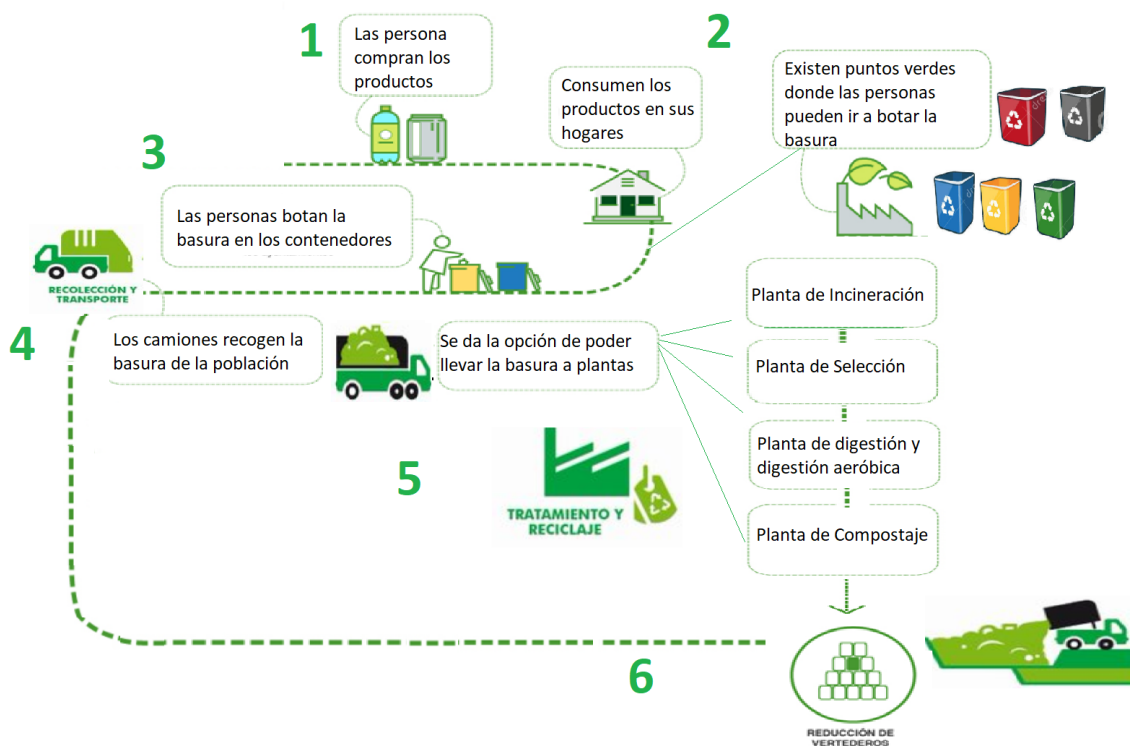 1
Las persona
compran los
productos
Consumen los
productos en sus
hogares
2
Existen puntos verdes
donde las personas
pueden ir a botar la
basura
3
Las personas botan la
basura en los contenedores
RECOLECCIÓN Y
TRANSPORTE
4
Los camiones recogen la
basura de la población
Se da la opción de poder
llevar la basura a plantas
Planta de Incineración
Planta de Selección
Planta de digestión y
digestión aeróbica
Planta de Compostaje
5
TRATAMIENTO Y
RECICLAJE
6
REDUCCIÓN DE
VERTEDEROS